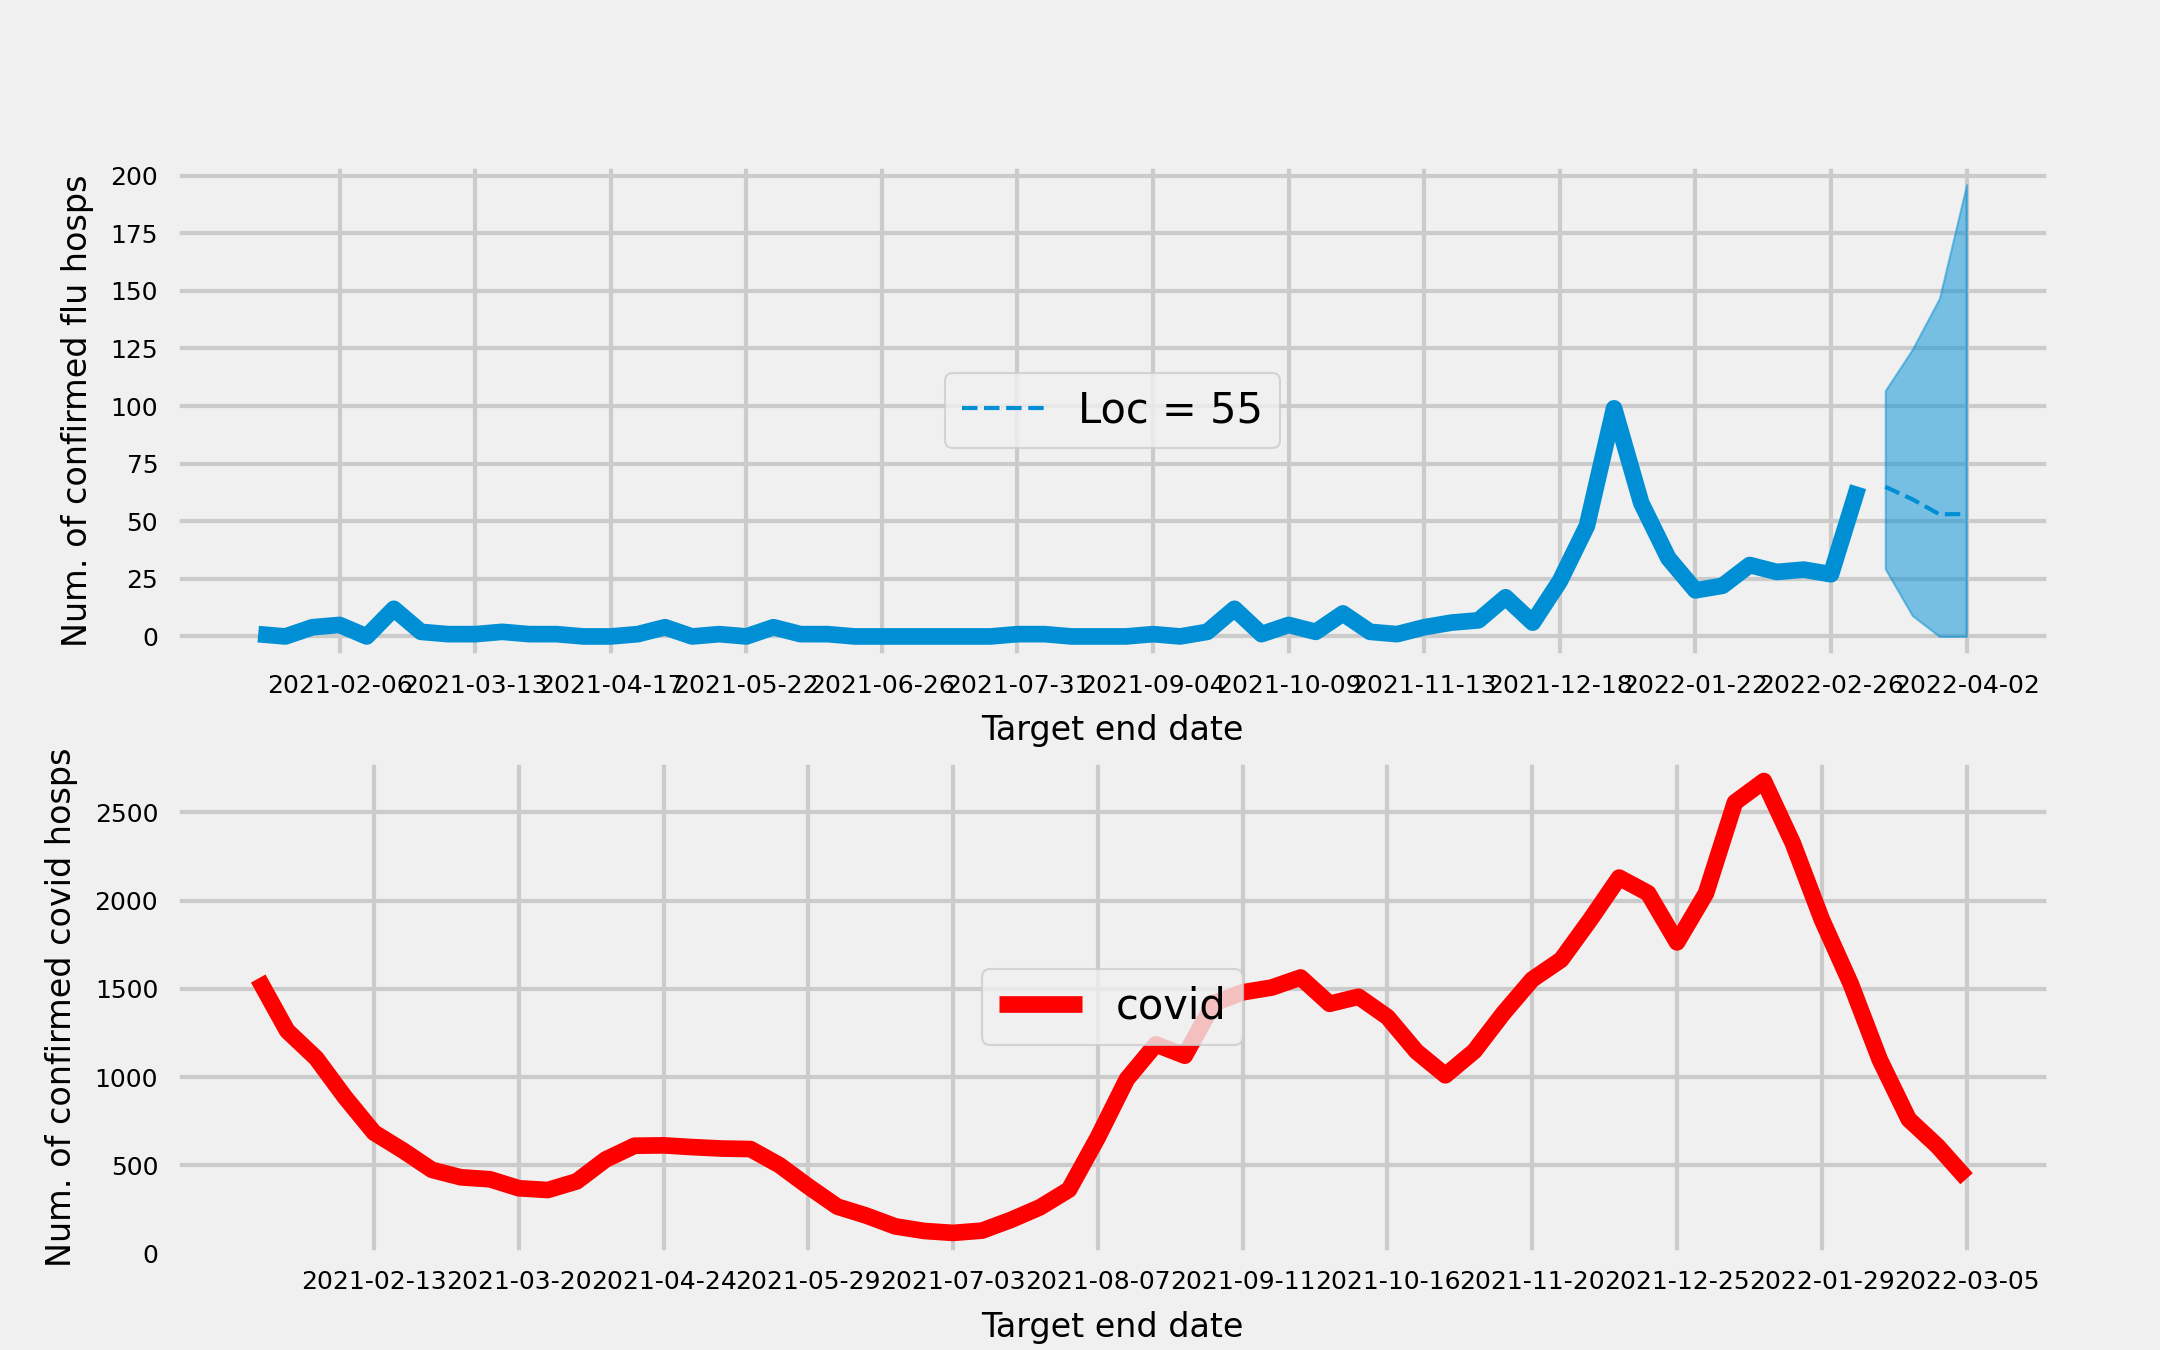 Num. of confirmed flu hosps
200
175
150
125
100
75
50
25
0
Loc = 55
2021-02-06 2021-03-13 2021-04-17 2021-05-22 2021-06-26 2021-07-31 2021-09-04 2021-10-09 2021-11-13 2021-12-18 2022-01-22 2022-02-26 2022-04-02
Target end date
Num. of confirmed covid hosps
2500
2000
1500
1000
500
0
covid
2021-02-13 2021-03-20 2021-04-24 2021-05-29 2021-07-03 2021-08-07 2021-09-11 2021-10-16 2021-11-20 2021-12-25 2022-01-29 2022-03-05
Target end date